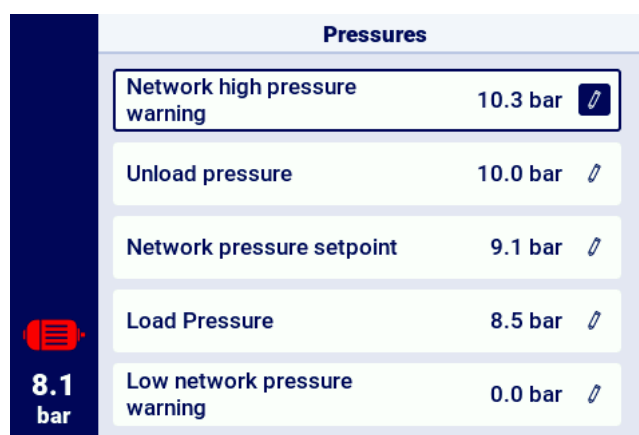 Pressures
Network high pressure
warning
10.3 bar
Unload pressure
10.0 bar
Network pressure setpoint
9.1 bar
Load Pressure
8.5 bar
Low network pressure
warning
0.0 bar
8.1
bar